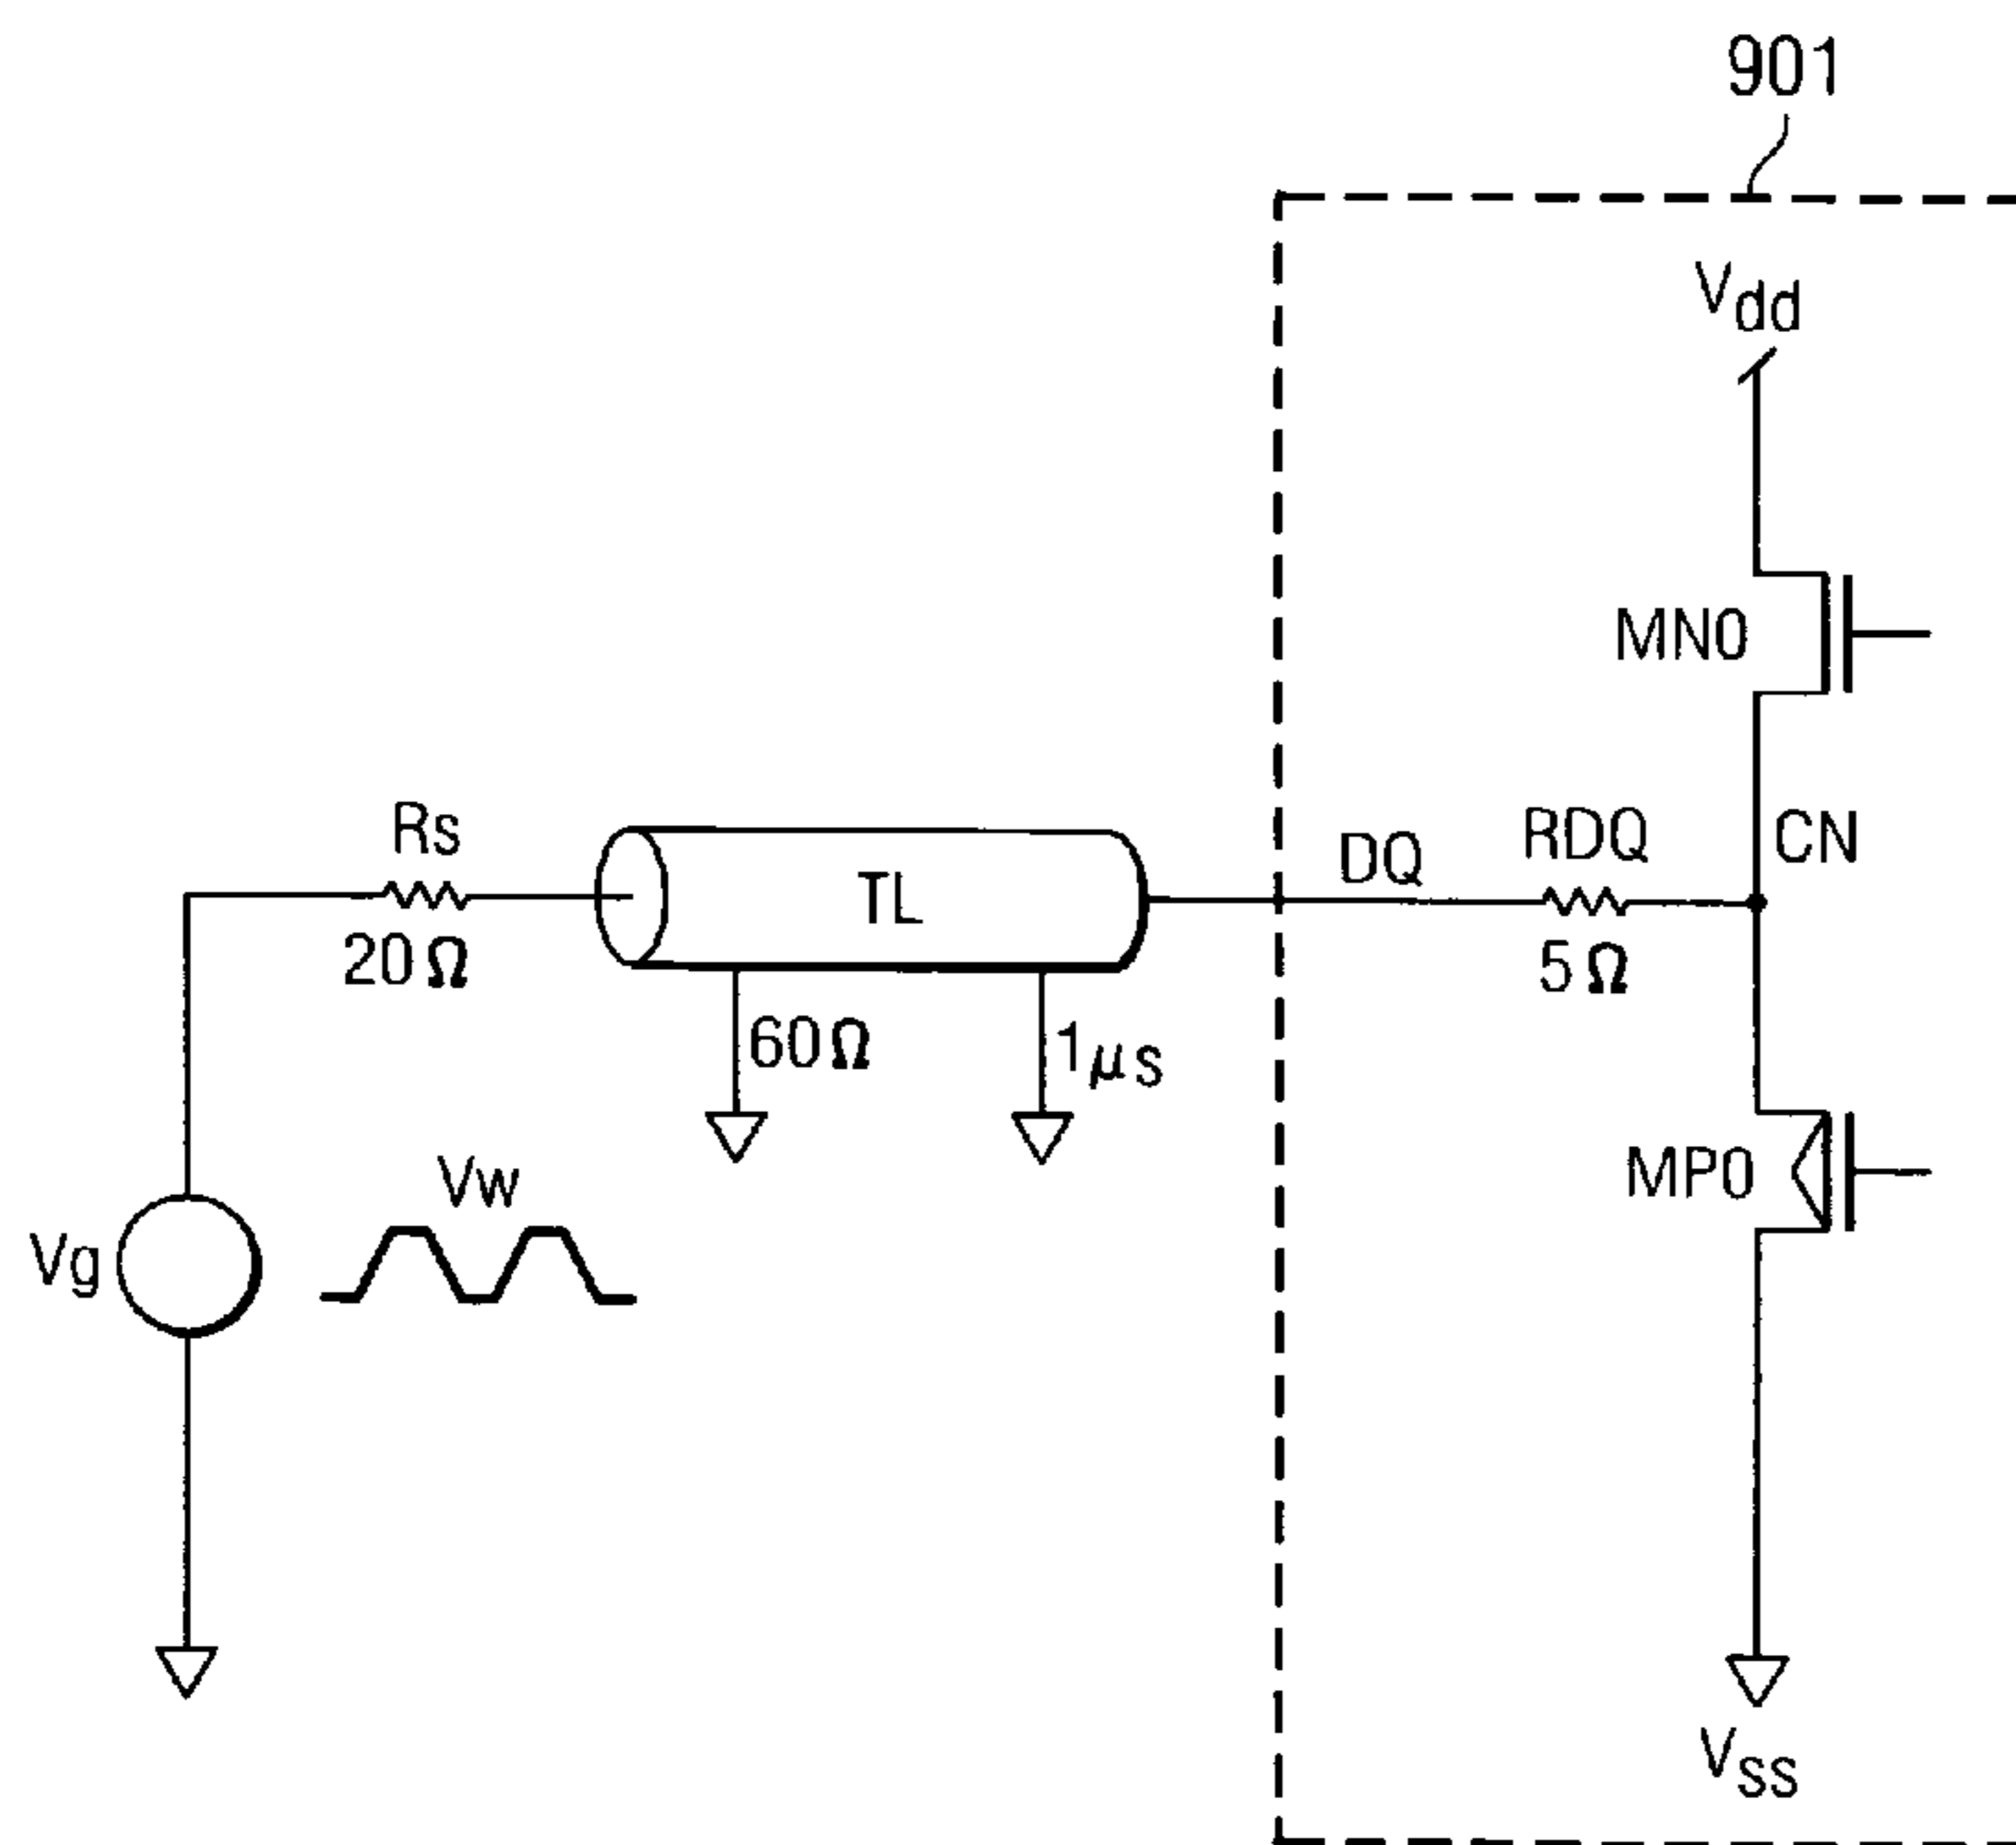 901
Vdd
MN0
Rs
20Ω
TL
DQ
RDQ
5Ω
CN
60Ω
1μs
Vg
Vw
MP0
Vss